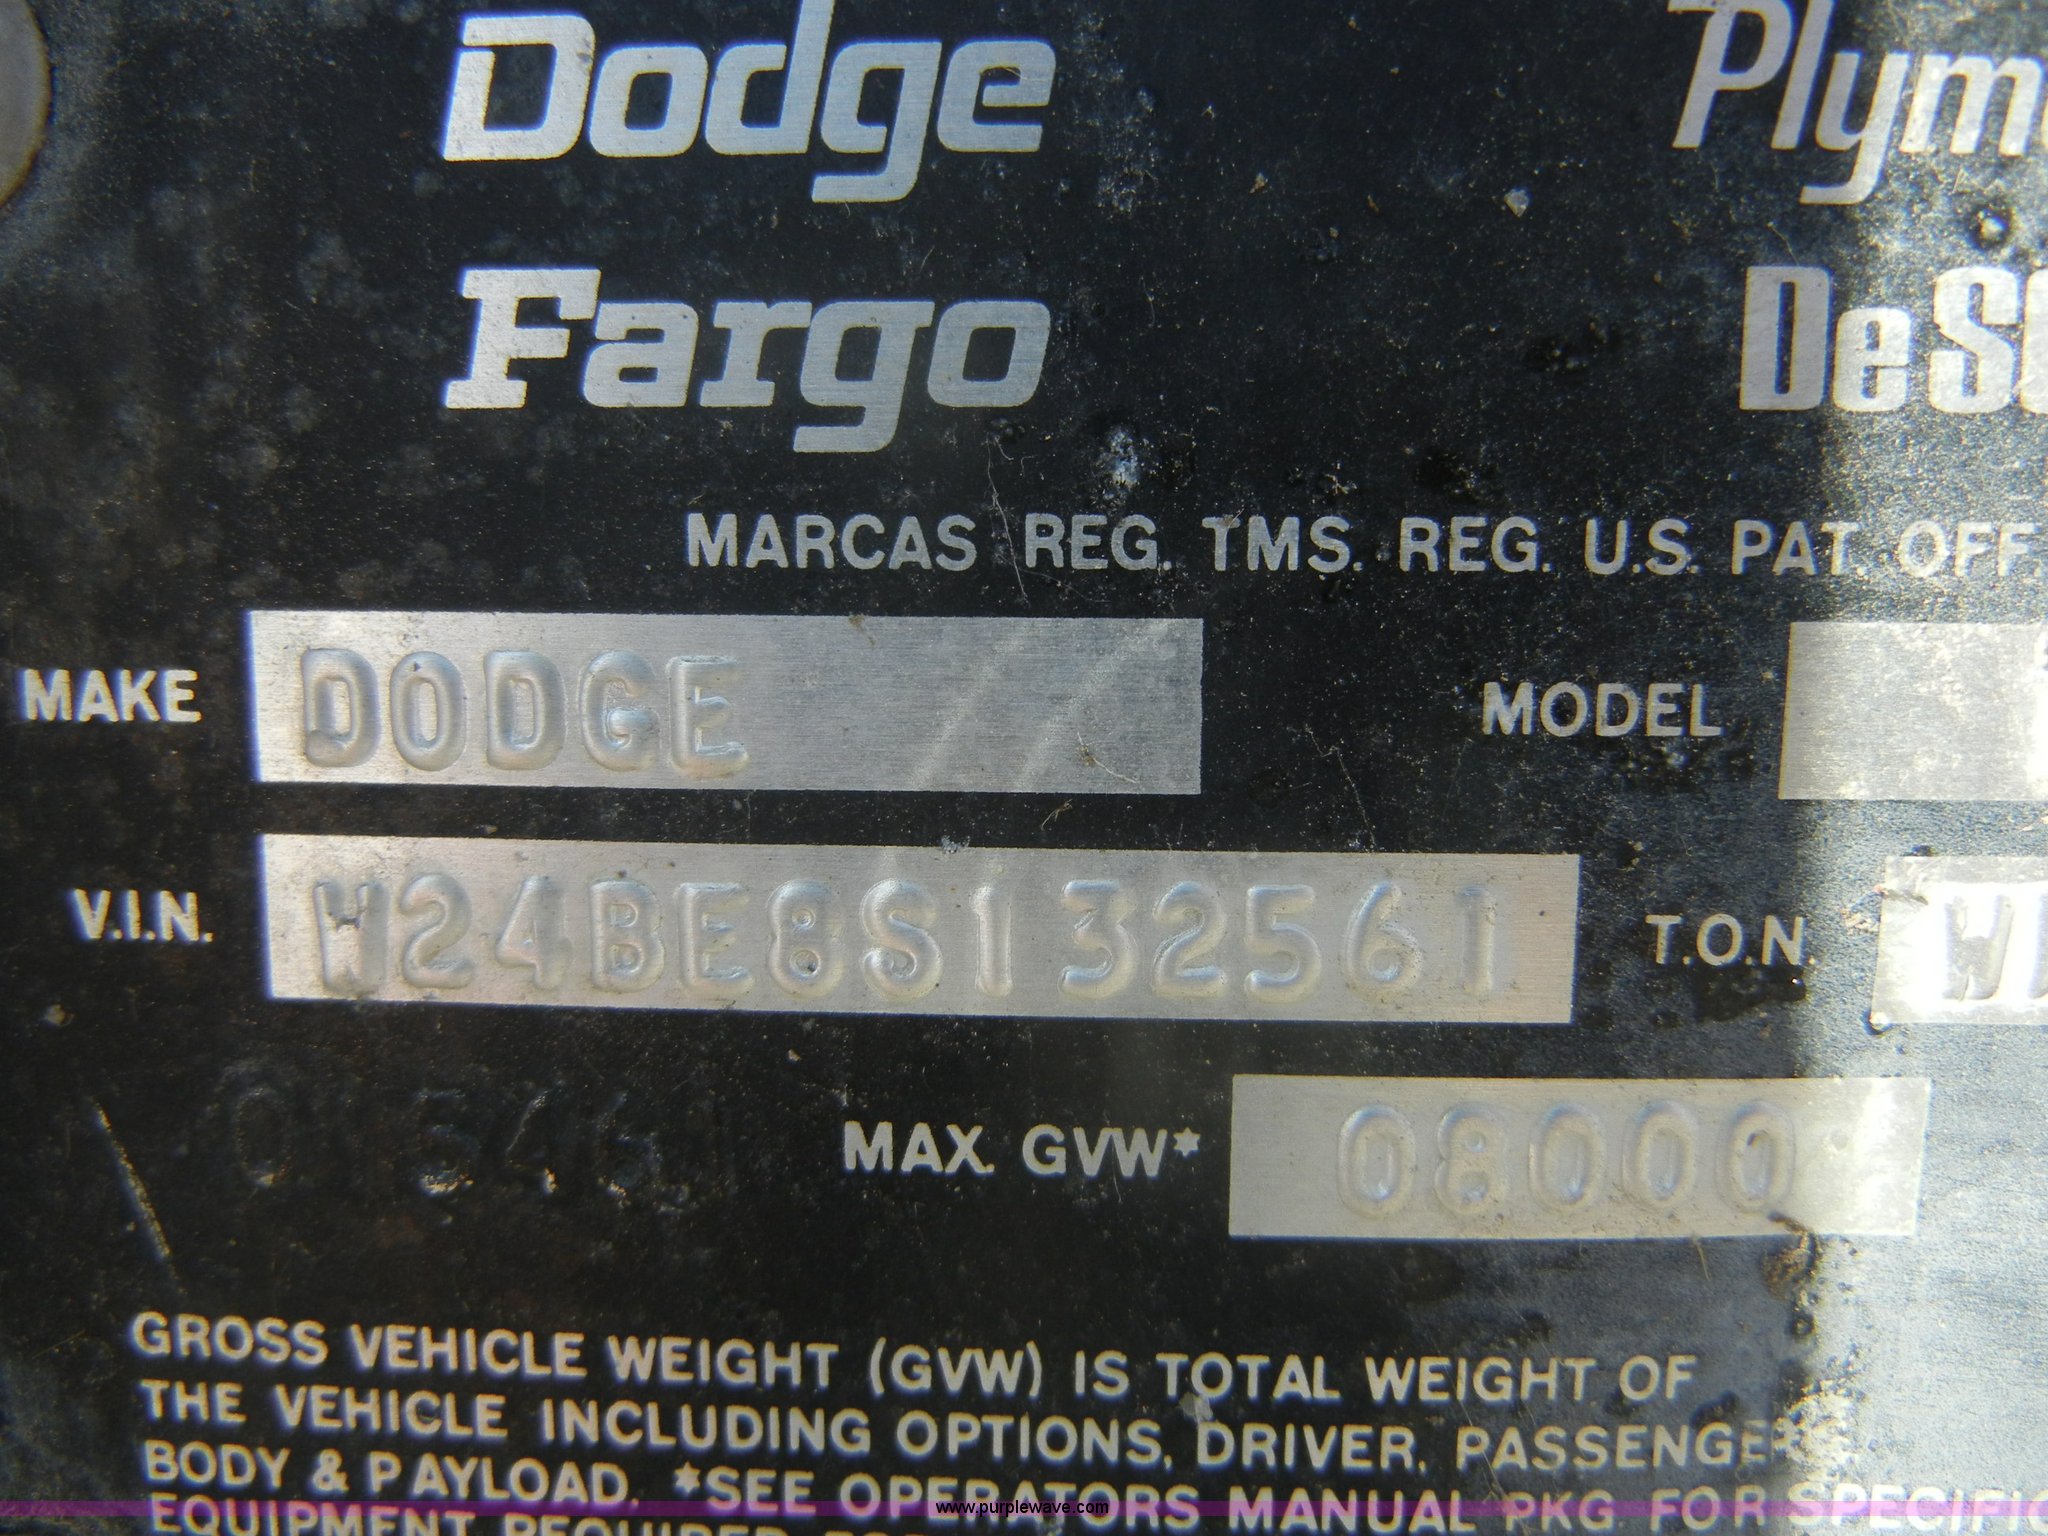 Dodge Plym
Fargo DeS
MARCAS REG. TMS. REG. U.S. PAT. OFF.
MAKE DODGE MODEL
V.I.N. W24BE8S132561 T.O.N. W
MAX. GVW* 08000
GROSS VEHICLE WEIGHT (GVW) IS TOTAL WEIGHT OF
THE VEHICLE INCLUDING OPTIONS, DRIVER, PASSENGE
BODY & PAYLOAD. *SEE OPERATORS MANUAL PKG. FOR SPECIFIC
EQUIPMENT REQUIRED
www.purplewave.com